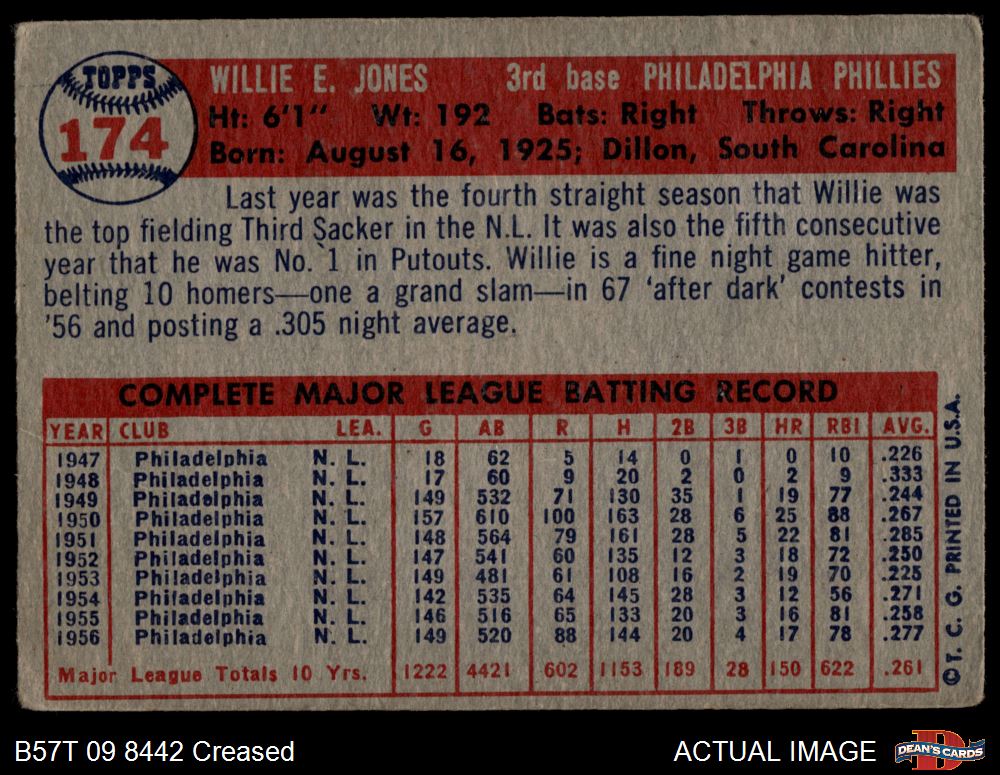 TOPPS
174
WILLIE E. JONES 3rd base PHILADELPHIA PHILLIES
Ht: 6'1" Wt: 192 Bats: Right Throws: Right
Born: August 16, 1925; Dillon, South Carolina
Last year was the fourth straight season that Willie was
the top fielding Third Sacker in the N.L. It was also the fifth consecutive
year that he was No. 1 in Putouts. Willie is a fine night game hitter,
belting 10 homers—one a grand slam—in 67 'after dark' contests in
'56 and posting a .305 night average.
COMPLETE MAJOR LEAGUE BATTING RECORD
YEAR CLUB LEA. G AB R H 2B 3B HR RBI AVG.
1947 Philadelphia N. L. 18 62 5 14 0 1 0 10 .226
1948 Philadelphia N. L. 17 60 9 20 2 0 2 9 .333
1949 Philadelphia N. L. 149 532 71 130 35 1 19 77 .244
1950 Philadelphia N. L. 157 610 100 163 28 6 25 88 .267
1951 Philadelphia N. L. 148 564 79 161 28 5 22 81 .285
1952 Philadelphia N. L. 147 541 60 135 12 3 18 72 .250
1953 Philadelphia N. L. 149 481 61 108 16 2 19 70 .225
1954 Philadelphia N. L. 142 535 64 145 28 3 12 56 .271
1955 Philadelphia N. L. 146 516 65 133 20 3 16 81 .258
1956 Philadelphia N. L. 149 520 88 144 20 4 17 78 .277
Major League Totals 10 Yrs. 1222 4421 602 1153 189 28 150 622 .261
©T. C. G. PRINTED IN U.S.A.
B57T 09 8442 Creased
ACTUAL IMAGE
D
DEAN'S CARDS